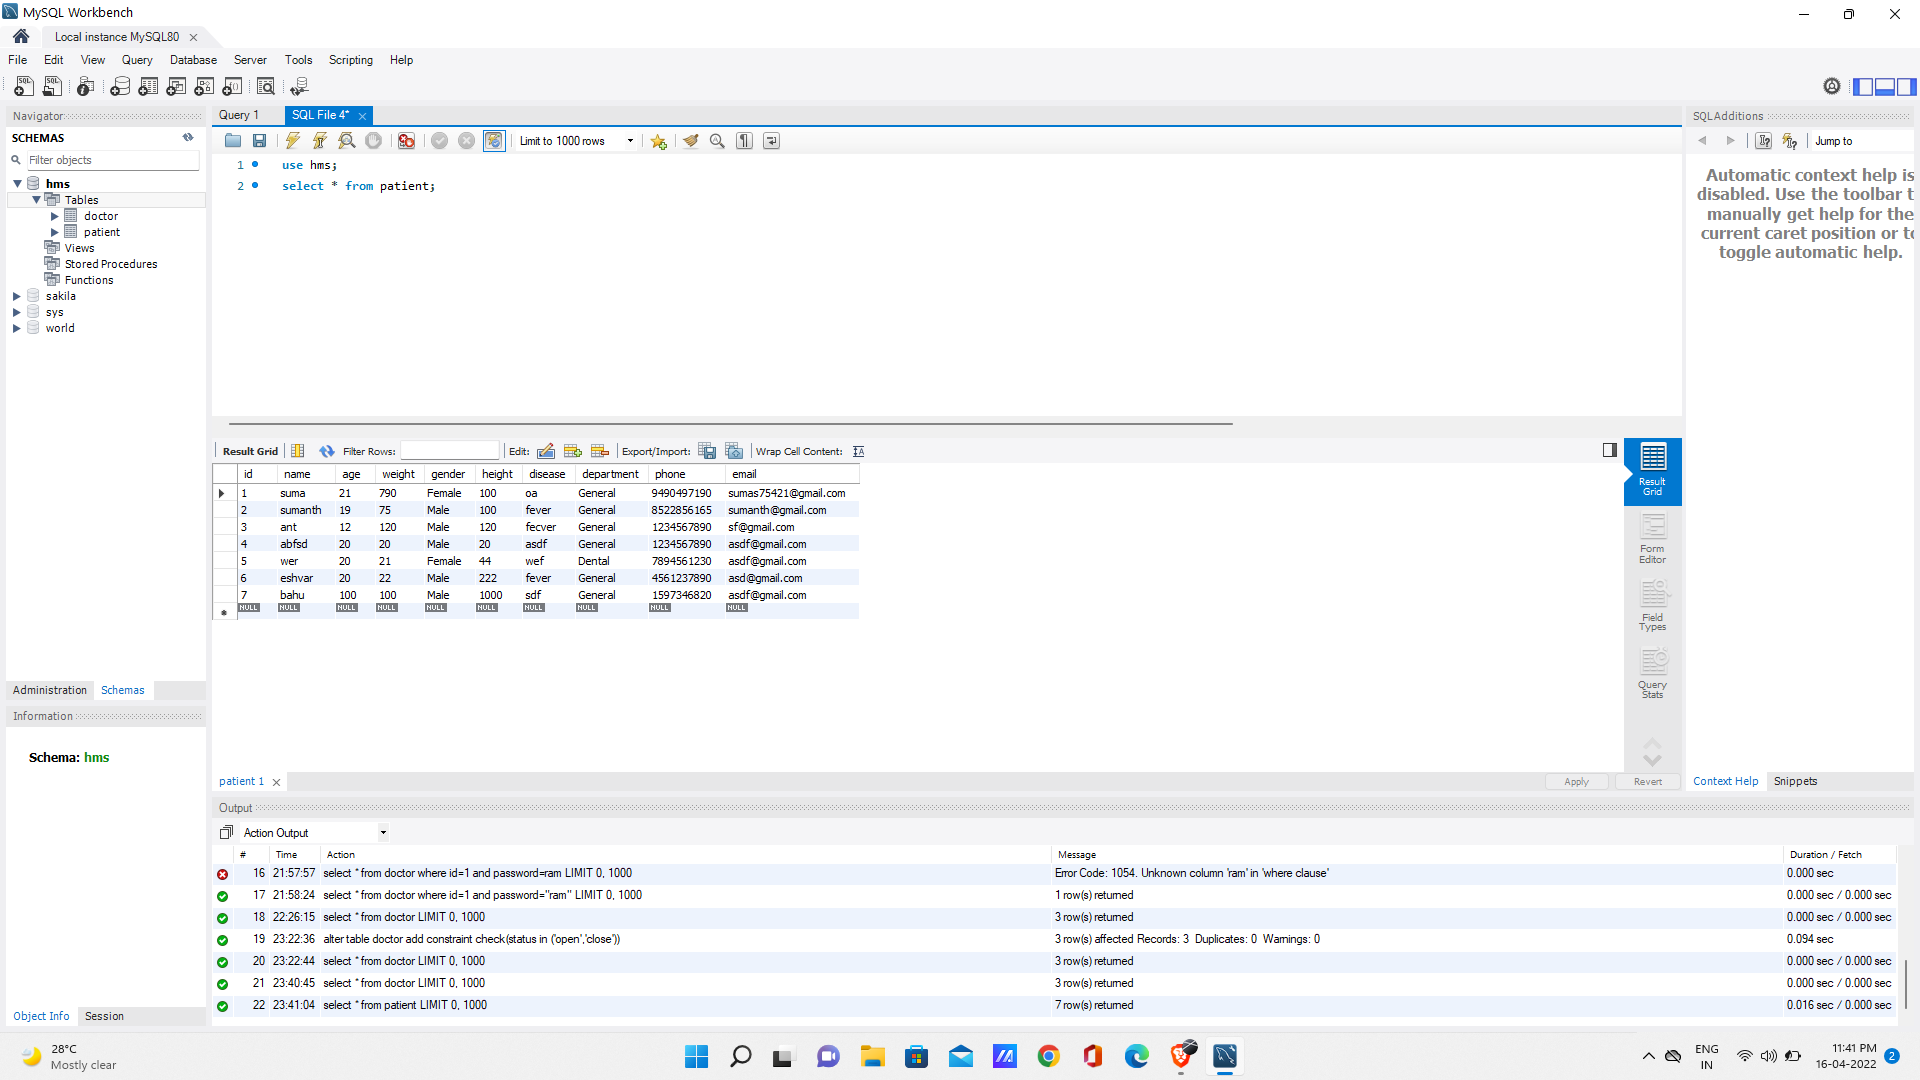 MySQL Workbench
Local instance MySQL80
File Edit View Query Database Server Tools Scripting Help
Navigator
SCHEMAS
Filter objects
hms
Tables
doctor
patient
Views
Stored Procedures
Functions
sakila
sys
world
Administration Schemas
Information
Schema: hms
Object Info Session
Query 1 SQL File 4*
Limit to 1000 rows
1 use hms;
2 select * from patient;
Result Grid Filter Rows: Edit: Export/Import: Wrap Cell Content:
id name age weight gender height disease department phone email
1 suma 21 790 Female 100 oa General 9490497190 sumas75421@gmail.com
2 sumanth 19 75 Male 100 fever General 8522856165 sumanth@gmail.com
3 ant 12 120 Male 120 fecver General 1234567890 sf@gmail.com
4 abfsd 20 20 Male 20 asdf General 1234567890 asdf@gmail.com
5 wer 20 21 Female 44 wef Dental 7894561230 asdf@gmail.com
6 eshvar 20 22 Male 222 fever General 4561237890 asd@gmail.com
7 bahu 100 100 Male 1000 sdf General 1597346820 asdf@gmail.com
NULL NULL NULL NULL NULL NULL NULL NULL NULL NULL
Result
Grid
Form
Editor
Field
Types
Query
Stats
patient 1
Apply Revert
SQLAdditions
Jump to
Automatic context help is
disabled. Use the toolbar t
manually get help for the
current caret position or to
toggle automatic help.
Context Help Snippets
Output
Action Output
# Time Action Message Duration / Fetch
16 21:57:57 select * from doctor where id=1 and password=ram LIMIT 0, 1000 Error Code: 1054. Unknown column 'ram' in 'where clause' 0.000 sec
17 21:58:24 select * from doctor where id=1 and password="ram" LIMIT 0, 1000 1 row(s) returned 0.000 sec / 0.000 sec
18 22:26:15 select * from doctor LIMIT 0, 1000 3 row(s) returned 0.000 sec / 0.000 sec
19 23:22:36 alter table doctor add constraint check(status in ('open','close')) 3 row(s) affected Records: 3 Duplicates: 0 Warnings: 0 0.094 sec
20 23:22:44 select * from doctor LIMIT 0, 1000 3 row(s) returned 0.000 sec / 0.000 sec
21 23:40:45 select * from doctor LIMIT 0, 1000 3 row(s) returned 0.000 sec / 0.000 sec
22 23:41:04 select * from patient LIMIT 0, 1000 7 row(s) returned 0.016 sec / 0.000 sec
28°C
Mostly clear
ENG
IN
11:41 PM
16-04-2022
2